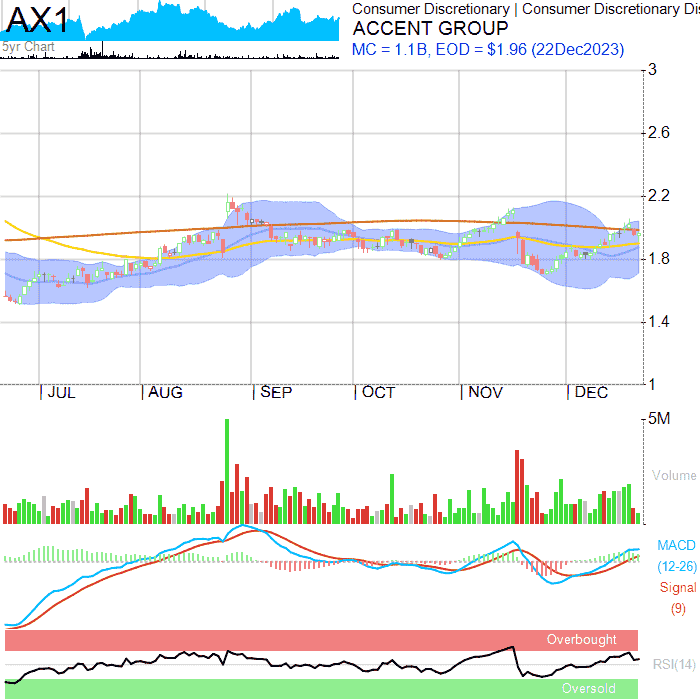 AX1
5yr Chart
Consumer Discretionary | Consumer Discretionary Dis
ACCENT GROUP
MC = 1.1B, EOD = $1.96 (22Dec2023)
3
2.6
2.2
1.8
1.4
1
| JUL | AUG | SEP | OCT | NOV | DEC
5M
Volume
MACD
(12-26)
Signal
(9)
Overbought
RSI(14)
Oversold